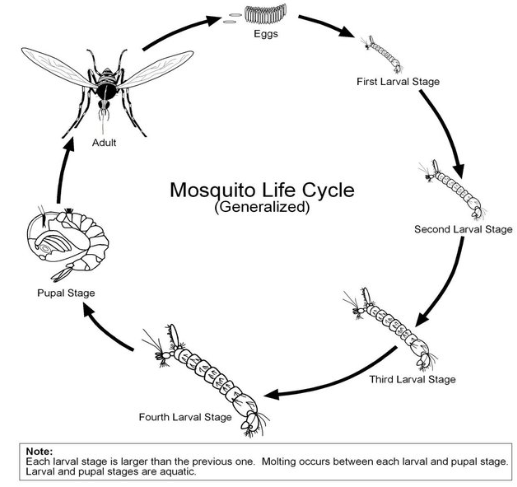 Eggs
First Larval Stage
Adult
Mosquito Life Cycle
(Generalized)
Second Larval Stage
Pupal Stage
Third Larval Stage
Fourth Larval Stage
Note:
Each larval stage is larger than the previous one. Molting occurs between each larval and pupal stage.
Larval and pupal stages are aquatic.